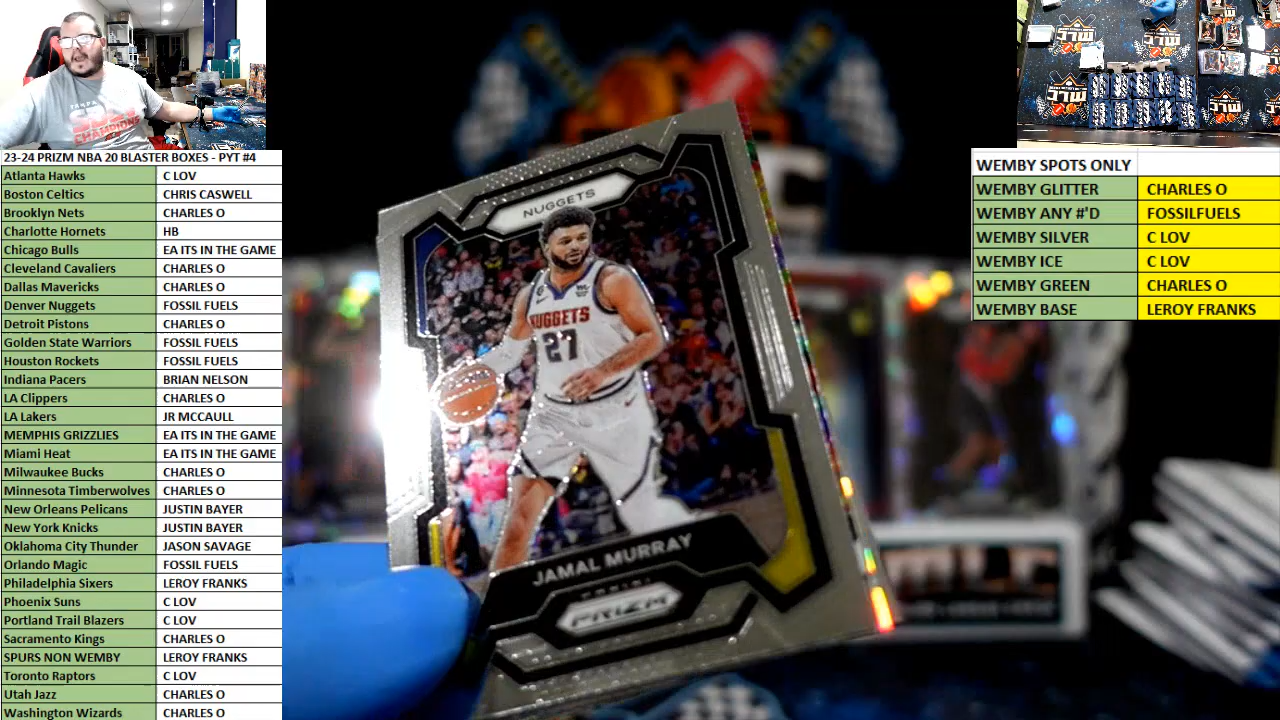 23-24 PRIZM NBA 20 BLASTER BOXES - PYT #4
Atlanta Hawks C LOV
Boston Celtics CHRIS CASWELL
Brooklyn Nets CHARLES O
Charlotte Hornets HB
Chicago Bulls EA ITS IN THE GAME
Cleveland Cavaliers CHARLES O
Dallas Mavericks CHARLES O
Denver Nuggets FOSSIL FUELS
Detroit Pistons CHARLES O
Golden State Warriors FOSSIL FUELS
Houston Rockets FOSSIL FUELS
Indiana Pacers BRIAN NELSON
LA Clippers CHARLES O
LA Lakers JR MCCAULL
MEMPHIS GRIZZLIES EA ITS IN THE GAME
Miami Heat EA ITS IN THE GAME
Milwaukee Bucks CHARLES O
Minnesota Timberwolves CHARLES O
New Orleans Pelicans JUSTIN BAYER
New York Knicks JUSTIN BAYER
Oklahoma City Thunder JASON SAVAGE
Orlando Magic FOSSIL FUELS
Philadelphia Sixers LEROY FRANKS
Phoenix Suns C LOV
Portland Trail Blazers C LOV
Sacramento Kings CHARLES O
SPURS NON WEMBY LEROY FRANKS
Toronto Raptors C LOV
Utah Jazz CHARLES O
Washington Wizards CHARLES O
NUGGETS
NUGGETS
27
JAMAL MURRAY
PANINI
PRIZM
WEMBY SPOTS ONLY
WEMBY GLITTER CHARLES O
WEMBY ANY #'D FOSSILFUELS
WEMBY SILVER C LOV
WEMBY ICE C LOV
WEMBY GREEN CHARLES O
WEMBY BASE LEROY FRANKS